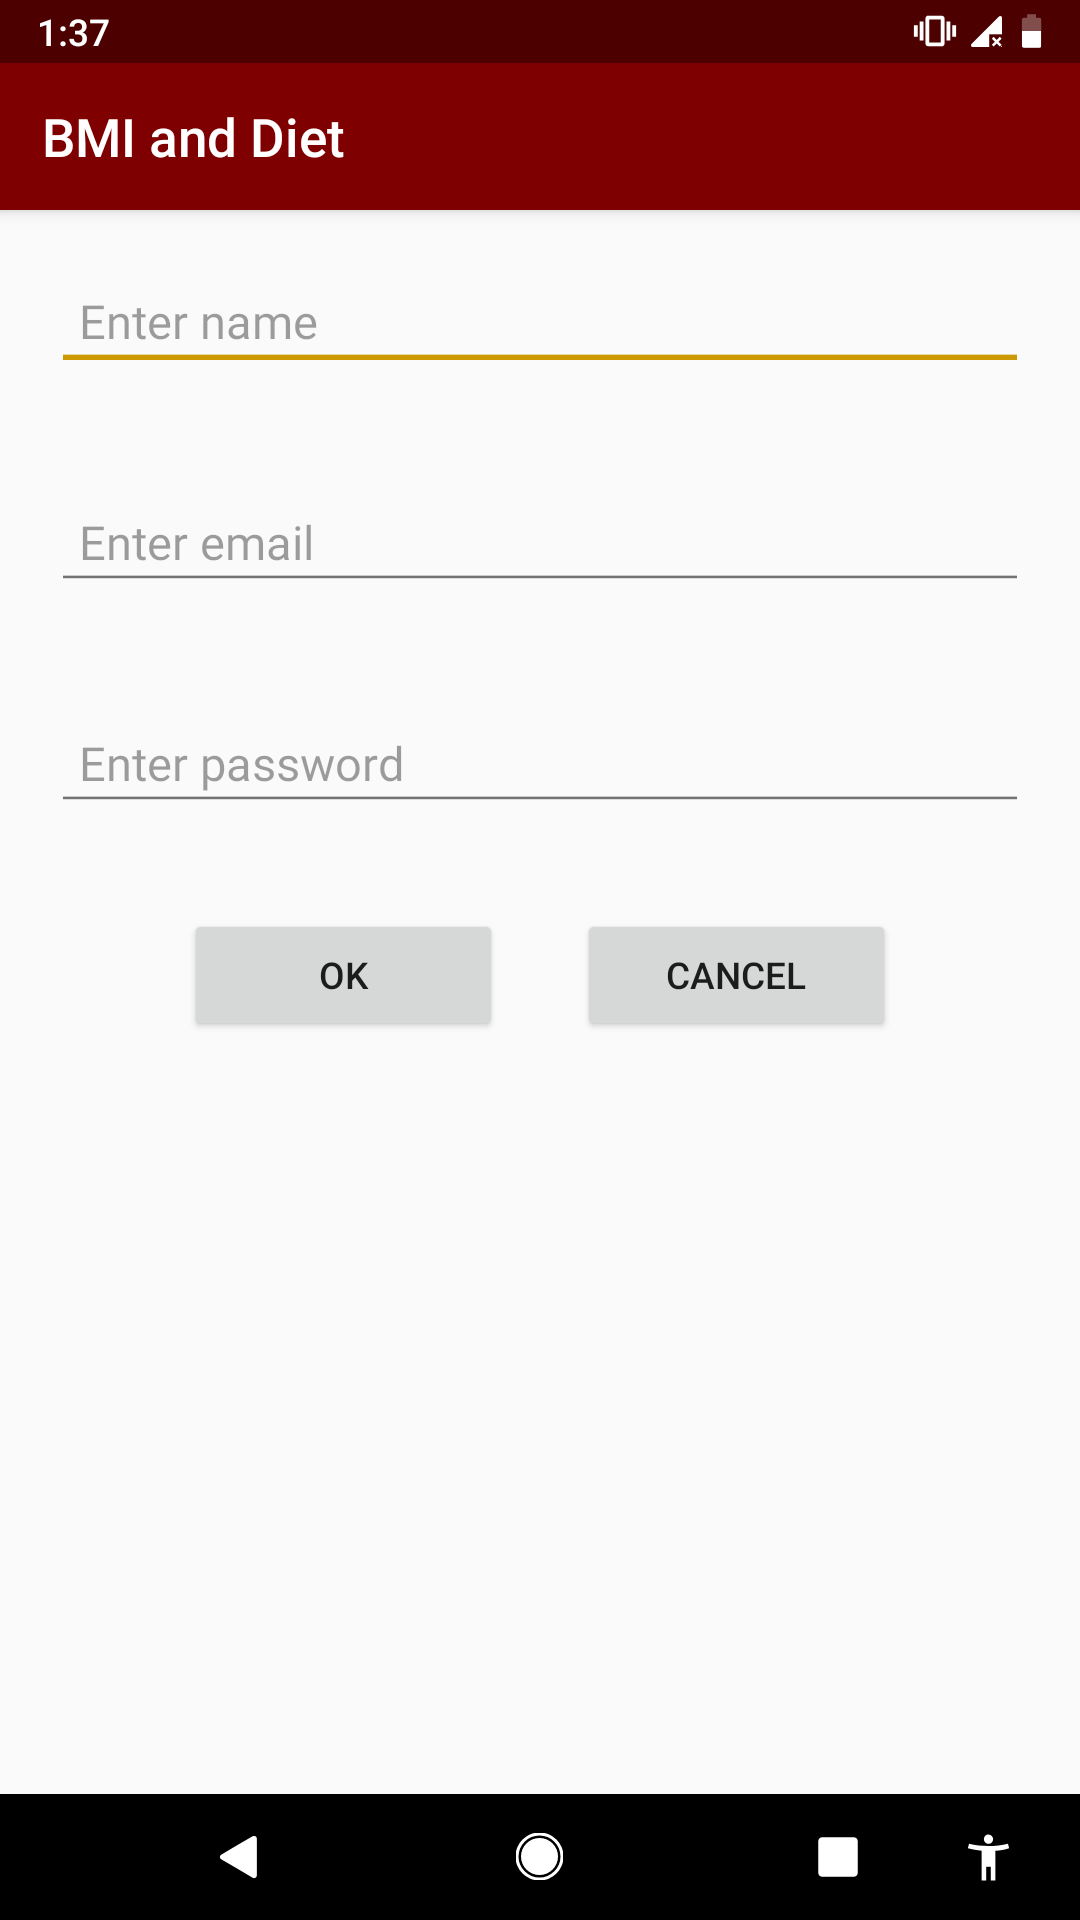 1:37
BMI and Diet
Enter name
Enter email
Enter password
OK CANCEL